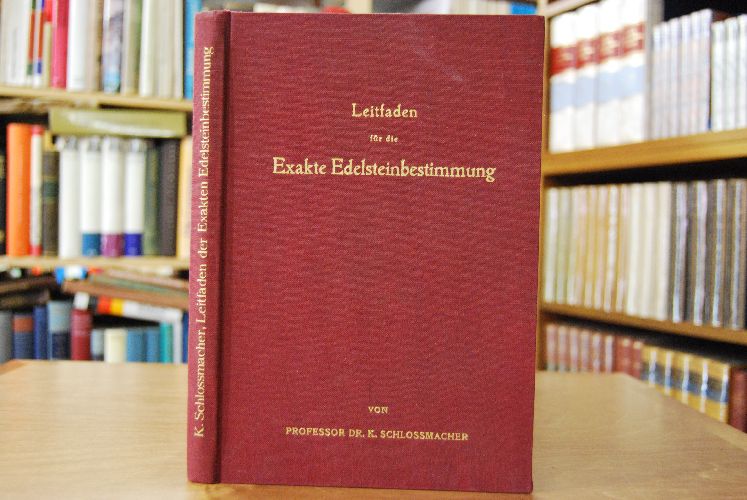 K. Schlossmacher, Leitfaden der Exakten Edelsteinbestimmung
Leitfaden
für die
Exakte Edelsteinbestimmung
VON
PROFESSOR DR. K. SCHLOSSMACHER